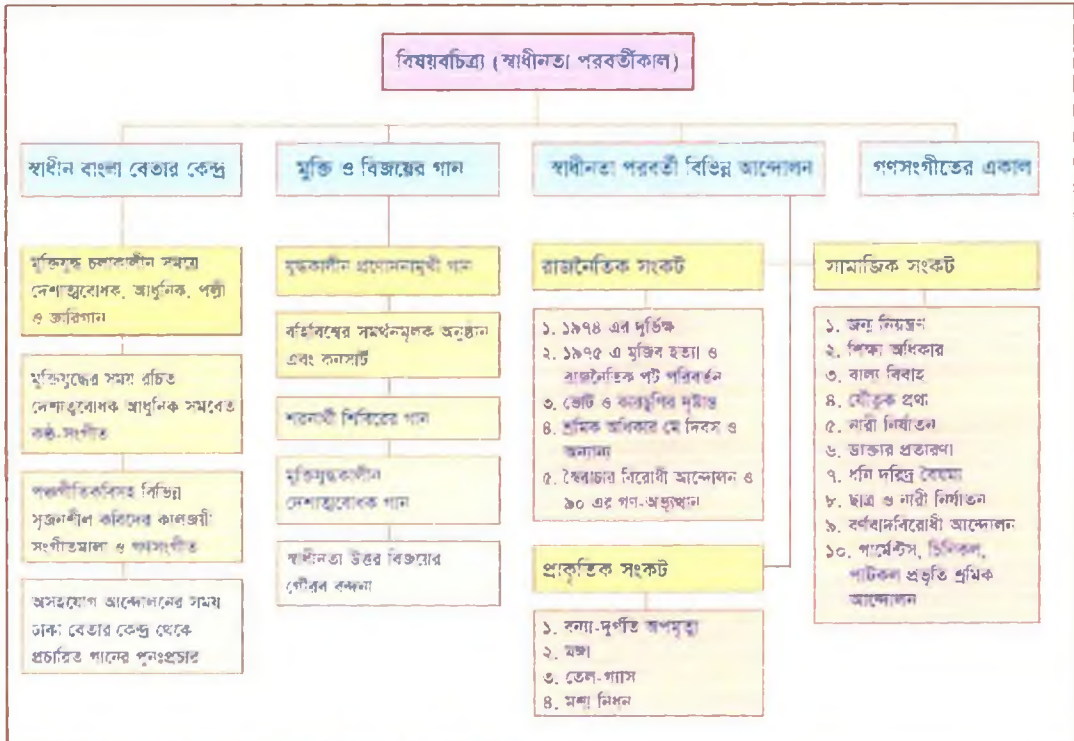 বিষয়বচিত্র্য (স্বাধীনতা পরবর্তীকাল)
স্বাধীন বাংলা বেতার কেন্দ্র
মুক্তিযুদ্ধ চলাকালীন সময়ে
দেশাত্মবোধক, আধুনিক, পল্লী
ও জারিগান
মুক্তিযুদ্ধের সময় রচিত
দেশাত্মবোধক আধুনিক সমবেত
কণ্ঠ-সংগীত
পঞ্চগীতিকবিসহ বিভিন্ন
সৃজনশীল কবিদের কালজয়ী
সংগীতমালা ও গণসংগীত
অসহযোগ আন্দোলনের সময়
ঢাকা বেতার কেন্দ্র থেকে
প্রচারিত গানের পুনঃপ্রচার
মুক্তি ও বিজয়ের গান
যুদ্ধকালীন প্রণোদনামুখী গান
বহির্বিশ্বের সমর্থনমূলক অনুষ্ঠান
এবং কনসার্ট
শরনার্থী শিবিরের গান
মুক্তিযুদ্ধকালীন
দেশাত্মবোধক গান
স্বাধীনতা উত্তর বিজয়ের
গৌরব বন্দনা
স্বাধীনতা পরবর্তী বিভিন্ন আন্দোলন
রাজনৈতিক সংকট
১. ১৯৭৪ এর দুর্ভিক্ষ
২. ১৯৭৫ এ মুজিব হত্যা ও
রাজনৈতিক পট পরিবর্তন
৩. ভোট ও কারচুপির দৃষ্টান্ত
৪. শ্রমিক অধিকার মে দিবস ও
অন্যান্য
৫. স্বৈরাচার বিরোধী আন্দোলন ও
৯০ এর গণ-অভ্যুত্থান
প্রাকৃতিক সংকট
১. বন্যা-দুর্গতি অপমৃত্যু
২. মঙ্গা
৩. তেল-গ্যাস
৪. মশা নিধন
গণসংগীতের একাল
সামাজিক সংকট
১. জন্ম নিয়ন্ত্রণ
২. শিক্ষা অধিকার
৩. বাল্য বিবাহ
৪. যৌতুক প্রথা
৫. নারী নির্যাতন
৬. ডাক্তার প্রতারণা
৭. ধনি দরিদ্র বৈষম্য
৮. ছাত্র ও নারী নির্যাতন
৯. বর্ণবাদবিরোধী আন্দোলন
১০. গার্মেন্টস, চিনিকল,
পাটকল প্রভৃতি শ্রমিক
আন্দোলন